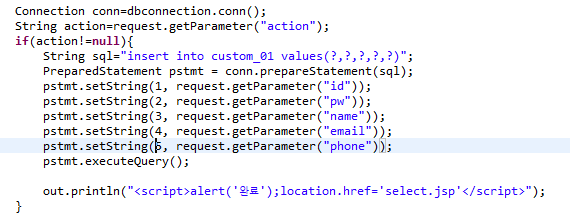 Connection conn=dbconnection.conn();
String action=request.getParameter("action");
if(action!=null){
String sql="insert into custom_01 values(?,?,?,?,?)";
PreparedStatement pstmt = conn.prepareStatement(sql);
pstmt.setString(1, request.getParameter("id"));
pstmt.setString(2, request.getParameter("pw"));
pstmt.setString(3, request.getParameter("name"));
pstmt.setString(4, request.getParameter("email"));
pstmt.setString(5, request.getParameter("phone"));
pstmt.executeQuery();
out.println("<script>alert('완료');location.href='select.jsp'</script>");
}